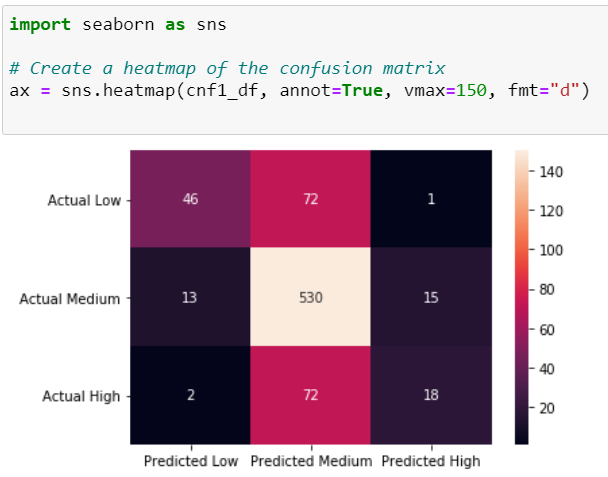 import seaborn as sns
# Create a heatmap of the confusion matrix
ax = sns.heatmap(cnf1_df, annot=True, vmax=150, fmt="d")
Actual Low 46 72 1
Actual Medium 13 530 15
Actual High 2 72 18
Predicted Low Predicted Medium Predicted High
140
120
100
80
60
40
20